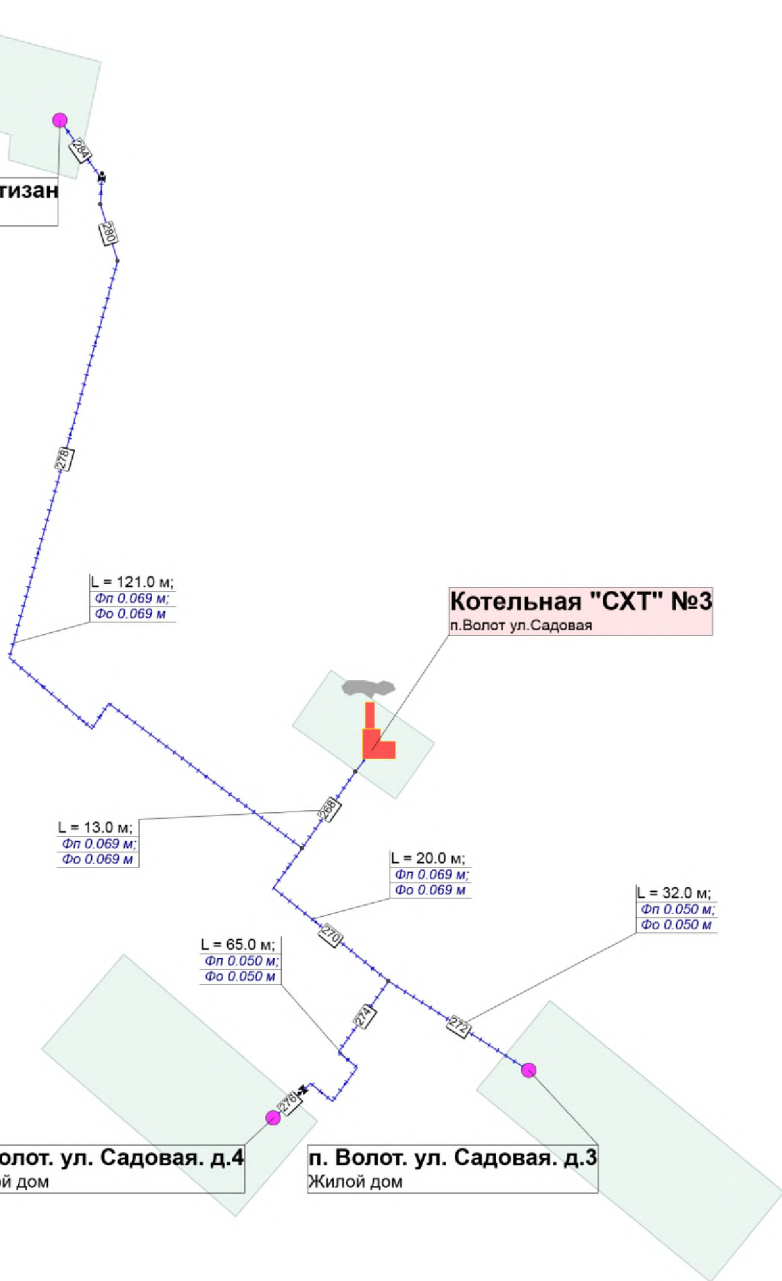 284
тизан
280
278
L = 121.0 м;
Фп 0.069 м;
Фо 0.069 м
Котельная "СХТ" №3
п.Волот ул.Садовая
268
L = 13.0 м;
Фп 0.069 м;
Фо 0.069 м
L = 20.0 м;
Фп 0.069 м;
Фо 0.069 м
L = 32.0 м;
Фп 0.050 м;
Фо 0.050 м
270
L = 65.0 м;
Фп 0.050 м;
Фо 0.050 м
274
272
276
олот. ул. Садовая. д.4
й дом
п. Волот. ул. Садовая. д.3
Жилой дом